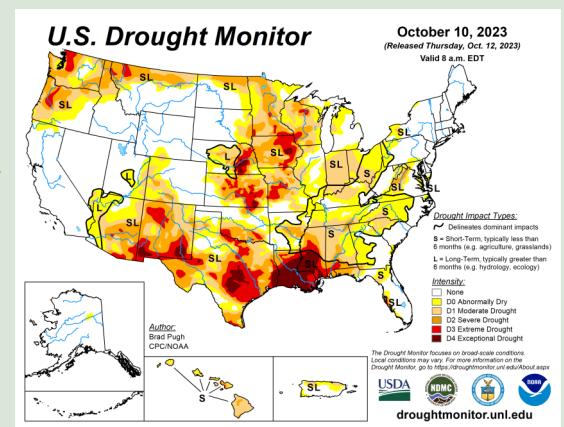 U.S. Drought Monitor
October 10, 2023
(Released Thursday, Oct. 12, 2023)
Valid 8 a.m. EDT
SL
SL
SL
SL
SL
L
SL
S
SL
SL
L
L
SL
S
S
SL
SL
S
SL
Drought Impact Types:
Delineates dominant impacts
S = Short-Term, typically less than
6 months (e.g. agriculture, grasslands)
L = Long-Term, typically greater than
6 months (e.g. hydrology, ecology)
Intensity:
None
D0 Abnormally Dry
D1 Moderate Drought
D2 Severe Drought
D3 Extreme Drought
D4 Exceptional Drought
Author:
Brad Pugh
CPC/NOAA
S
SL
The Drought Monitor focuses on broad-scale conditions.
Local conditions may vary. For more information on the
Drought Monitor, go to https://droughtmonitor.unl.edu/About.aspx
USDA
NDMC
NOAA
droughtmonitor.unl.edu